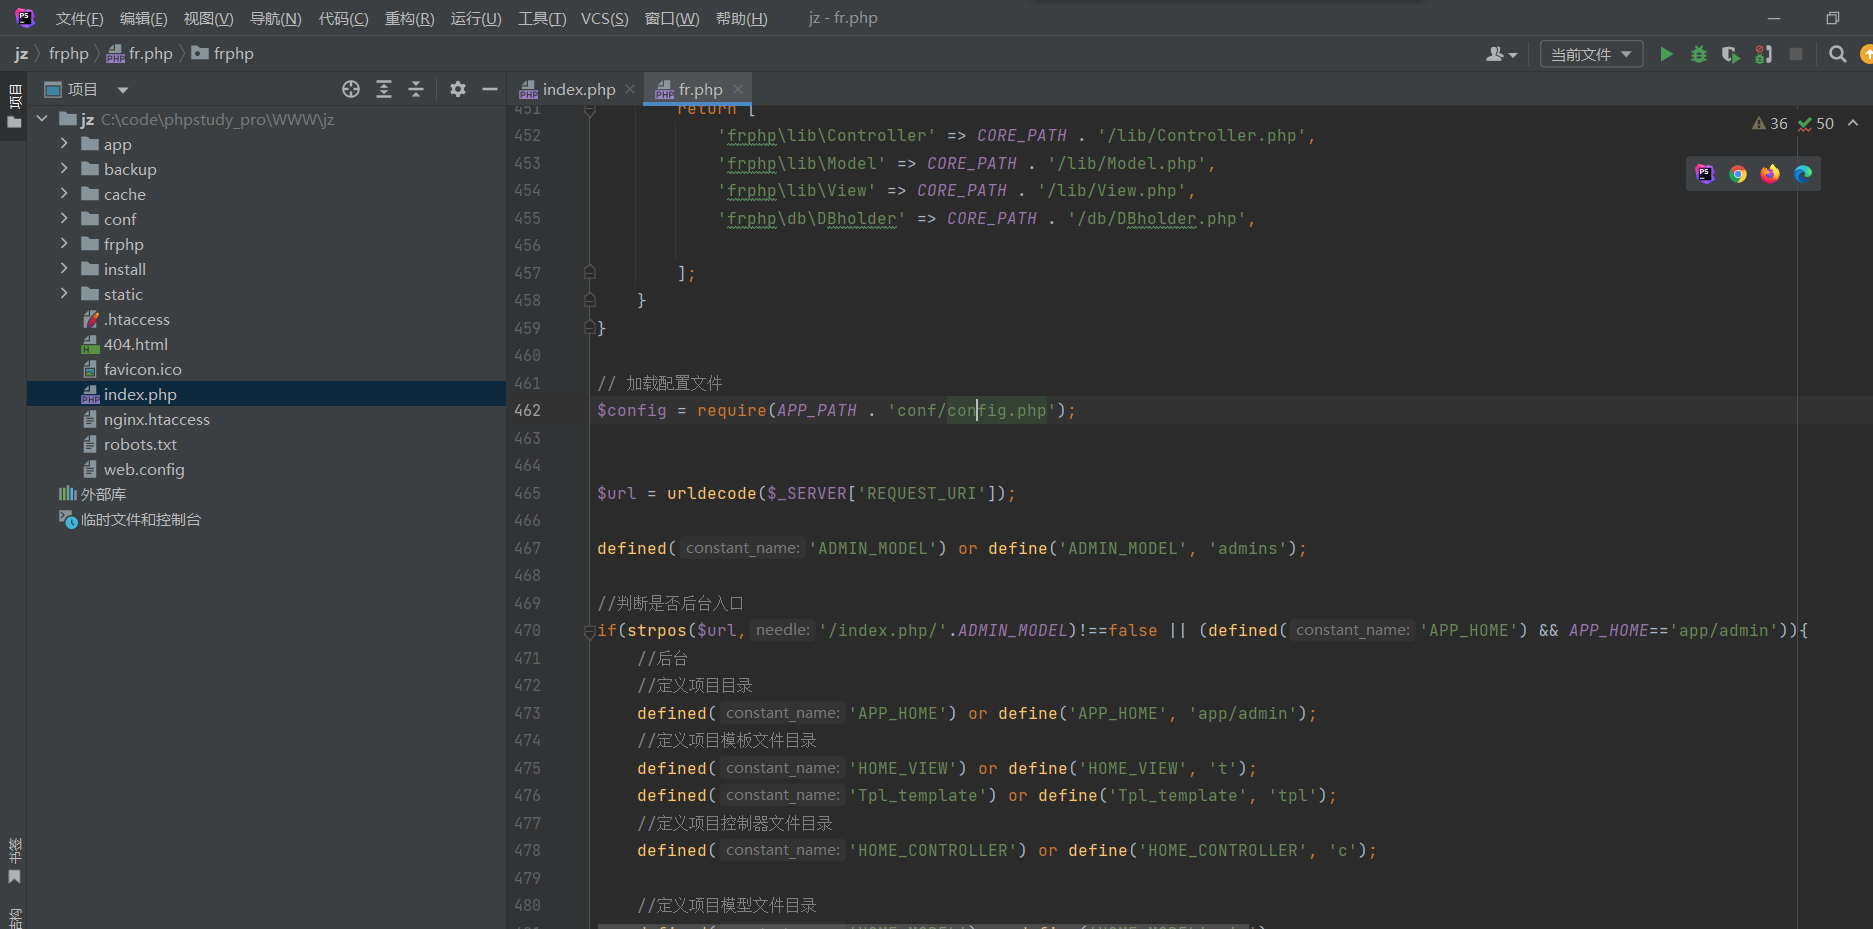 文件(F) 编辑(E) 视图(V) 导航(N) 代码(C) 重构(R) 运行(U) 工具(T) VCS(S) 窗口(W) 帮助(H) jz - fr.php
jz frphp fr.php frphp
当前文件
项目
项目
index.php fr.php
jz C:\code\phpstudy_pro\WWW\jz
app
backup
cache
conf
frphp
install
static
.htaccess
404.html
favicon.ico
index.php
nginx.htaccess
robots.txt
web.config
外部库
临时文件和控制台
书签
结构
36 50
451 return [
452 'frphp\lib\Controller' => CORE_PATH . '/lib/Controller.php',
453 'frphp\lib\Model' => CORE_PATH . '/lib/Model.php',
454 'frphp\lib\View' => CORE_PATH . '/lib/View.php',
455 'frphp\db\DBholder' => CORE_PATH . '/db/DBholder.php',
456
457 ];
458 }
459 }
460
461 // 加载配置文件
462 $config = require(APP_PATH . 'conf/config.php');
463
464
465 $url = urldecode($_SERVER['REQUEST_URI']);
466
467 defined( constant_name: 'ADMIN_MODEL') or define('ADMIN_MODEL', 'admins');
468
469 //判断是否后台入口
470 if(strpos($url, needle: '/index.php/'.ADMIN_MODEL)!==false || (defined( constant_name: 'APP_HOME') && APP_HOME=='app/admin')){
471 //后台
472 //定义项目目录
473 defined( constant_name: 'APP_HOME') or define('APP_HOME', 'app/admin');
474 //定义项目模板文件目录
475 defined( constant_name: 'HOME_VIEW') or define('HOME_VIEW', 't');
476 defined( constant_name: 'Tpl_template') or define('Tpl_template', 'tpl');
477 //定义项目控制器文件目录
478 defined( constant_name: 'HOME_CONTROLLER') or define('HOME_CONTROLLER', 'c');
479
480 //定义项目模型文件目录